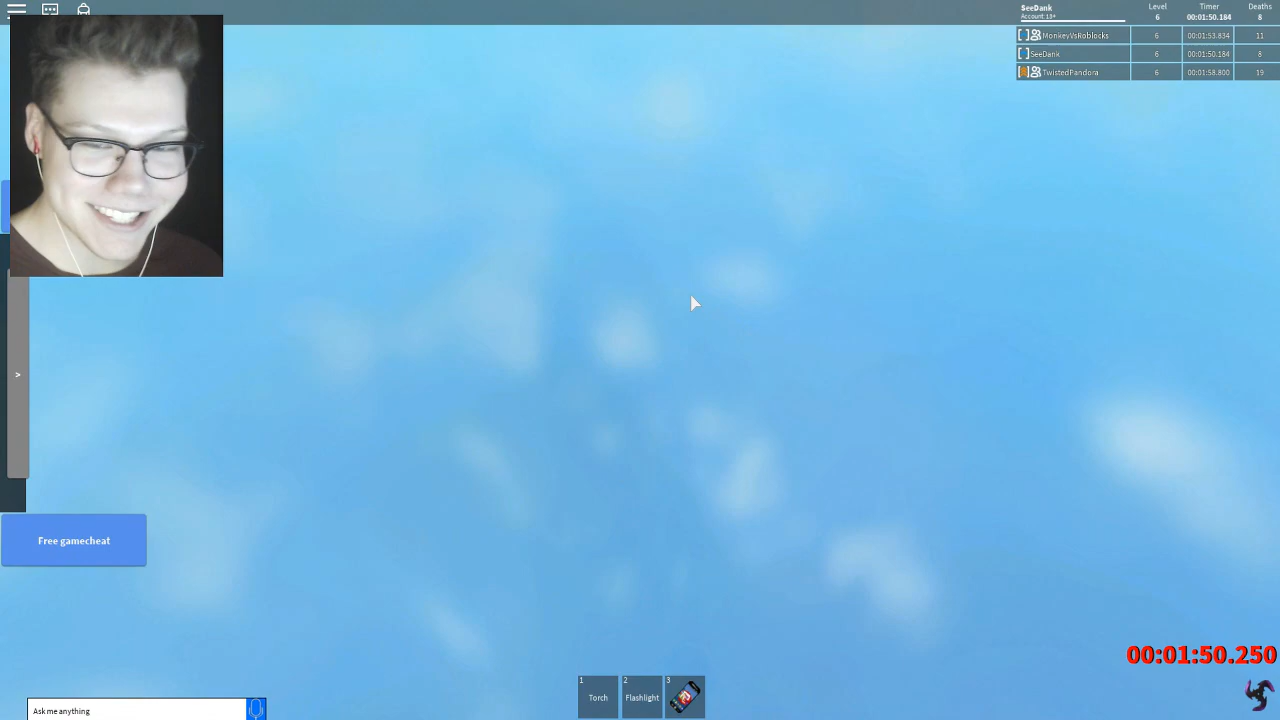 SeeDank
Account: 13+
Level
6
Timer
00:01:50.184
Deaths
8
MonkeyVsRoblocks 6 00:01:53.834 11
SeeDank 6 00:01:50.184 8
TwistedPandora 6 00:01:58.800 19
>
Free gamecheat
00:01:50.250
1
Torch
2
Flashlight
3
Ask me anything